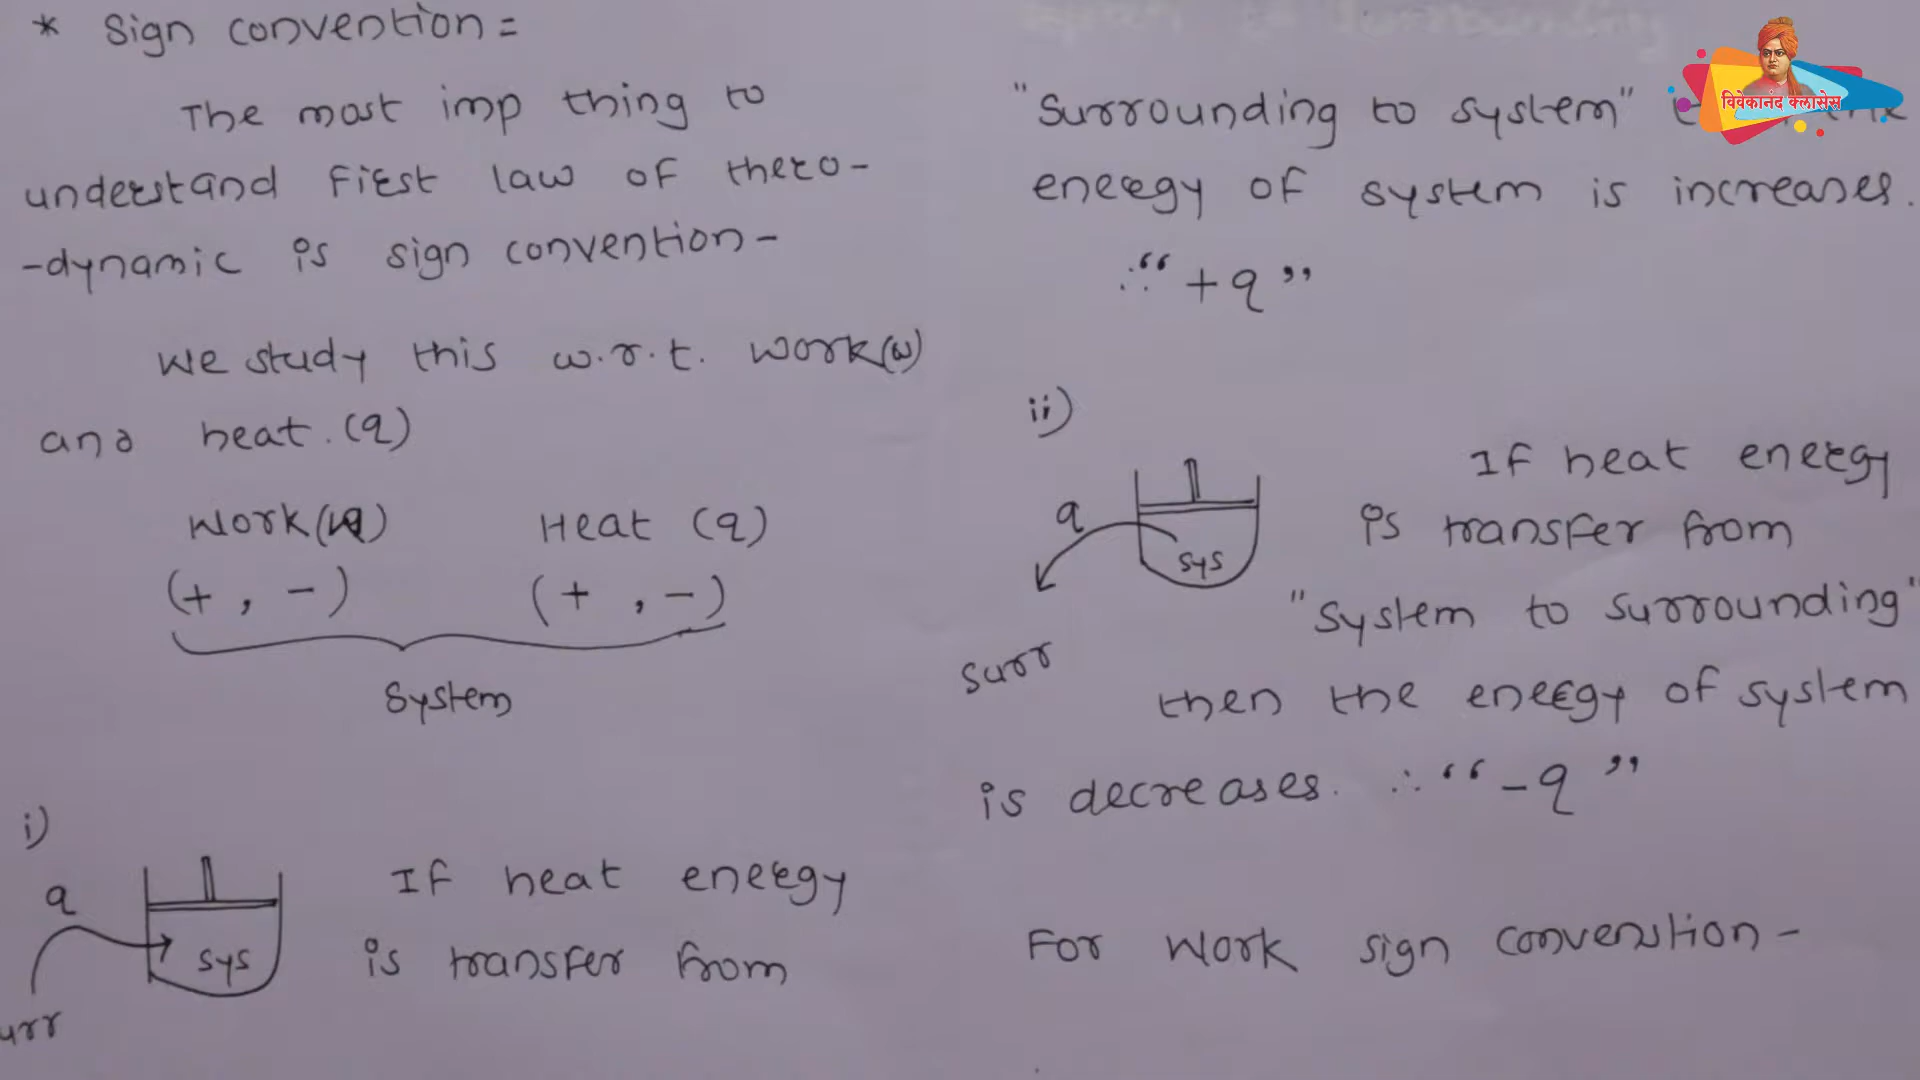 * Sign convention =
The most imp thing to
understand First law of thero-
-dynamic is sign convention-
We study this w.r.t. work(w)
and heat.(q)
Work(W) Heat (q)
(+, -) (+, -)
System
i)
q
sys
urr
If heat energy
is transfer from
"Surrounding to system"
energy of system is increases.
∴ “+q”
ii)
q
sys
surr
If heat energy
is transfer from
"System to surrounding"
then the energy of system
is decreases. ∴ “-q”
For Work sign convenstion-
विवेकानंद क्लासेस